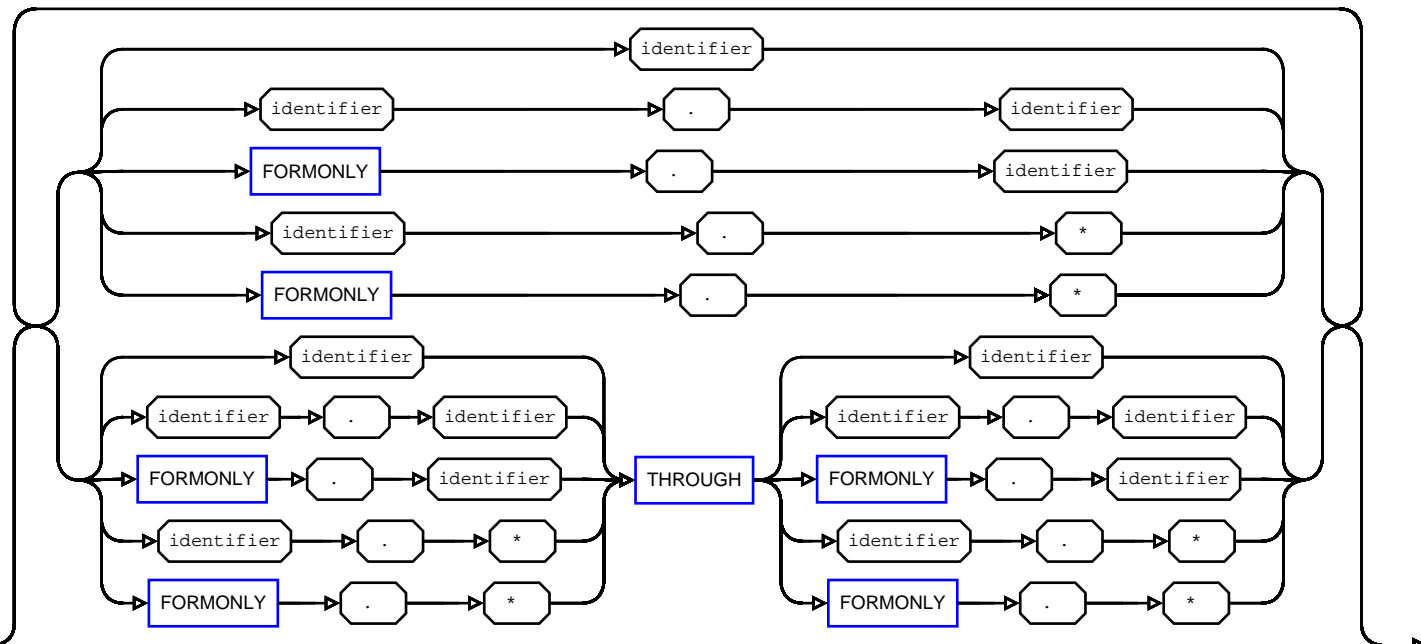 identifier
identifier . identifier
FORMONLY . identifier
identifier . *
FORMONLY . *
identifier identifier
identifier . identifier identifier . identifier
FORMONLY . identifier THROUGH FORMONLY . identifier
identifier . * identifier . *
FORMONLY . * FORMONLY . *